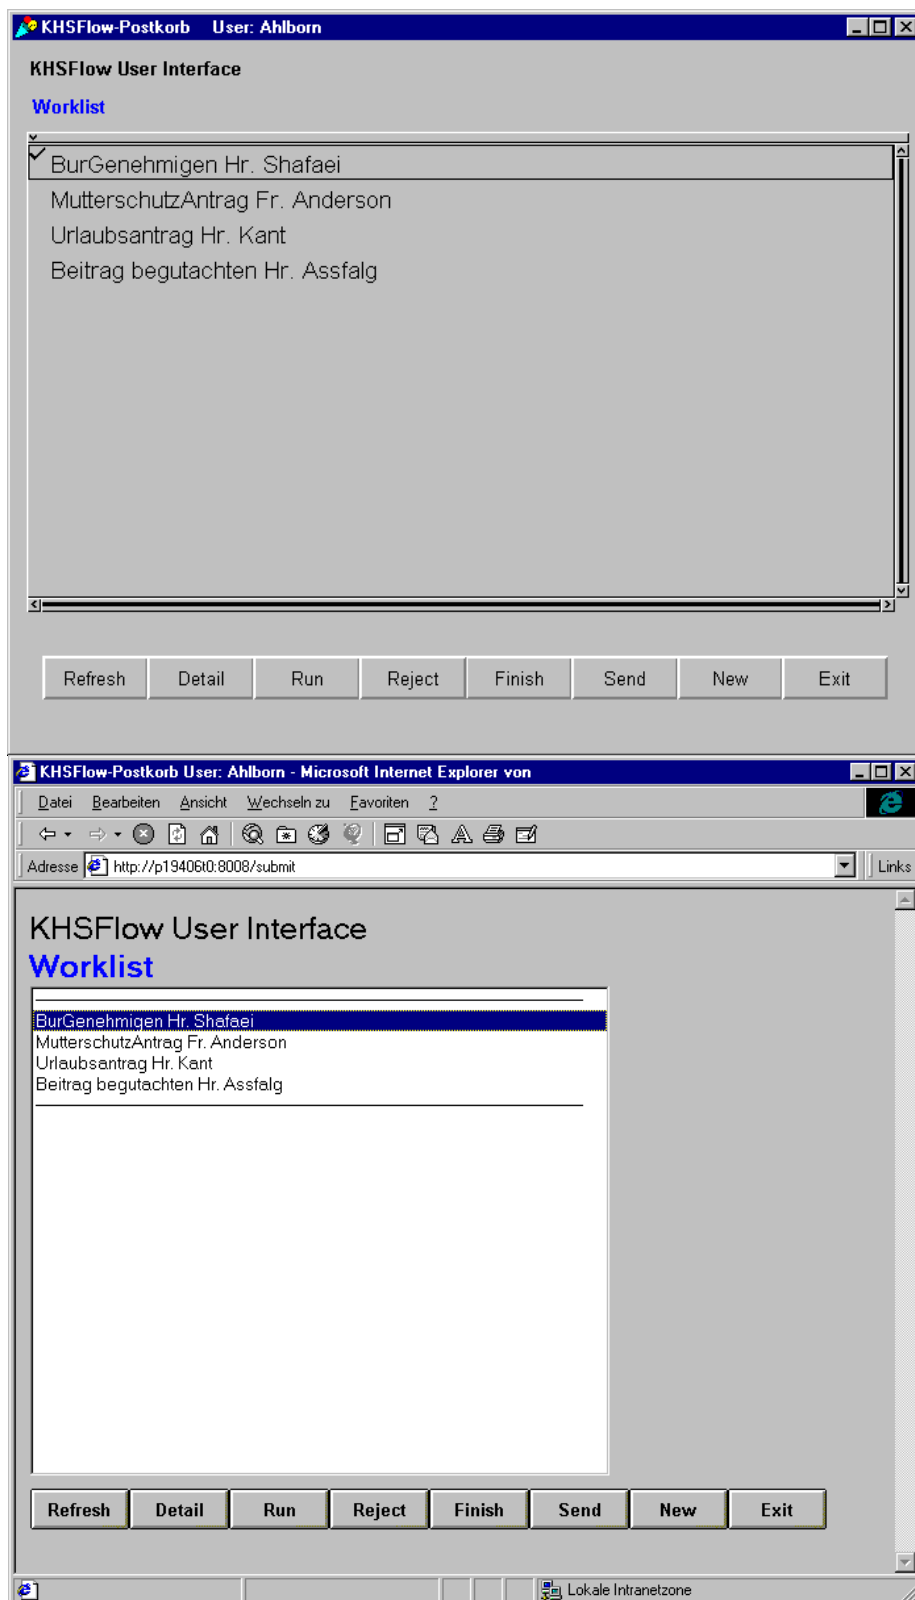 KHSFlow-Postkorb User: Ahlborn
KHSFlow User Interface
Worklist
BurGenehmigen Hr. Shafaei
MutterschutzAntrag Fr. Anderson
Urlaubsantrag Hr. Kant
Beitrag begutachten Hr. Assfalg
Refresh Detail Run Reject Finish Send New Exit
KHSFlow-Postkorb User: Ahlborn - Microsoft Internet Explorer von
Datei Bearbeiten Ansicht Wechseln zu Favoriten ?
Adresse http://p19406t0:8008/submit Links
KHSFlow User Interface
Worklist
BurGenehmigen Hr. Shafaei
MutterschutzAntrag Fr. Anderson
Urlaubsantrag Hr. Kant
Beitrag begutachten Hr. Assfalg
Refresh Detail Run Reject Finish Send New Exit
Lokale Intranetzone